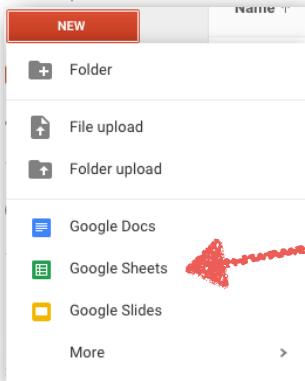 Name ↑
NEW
Folder
File upload
Folder upload
Google Docs
Google Sheets
Google Slides
More